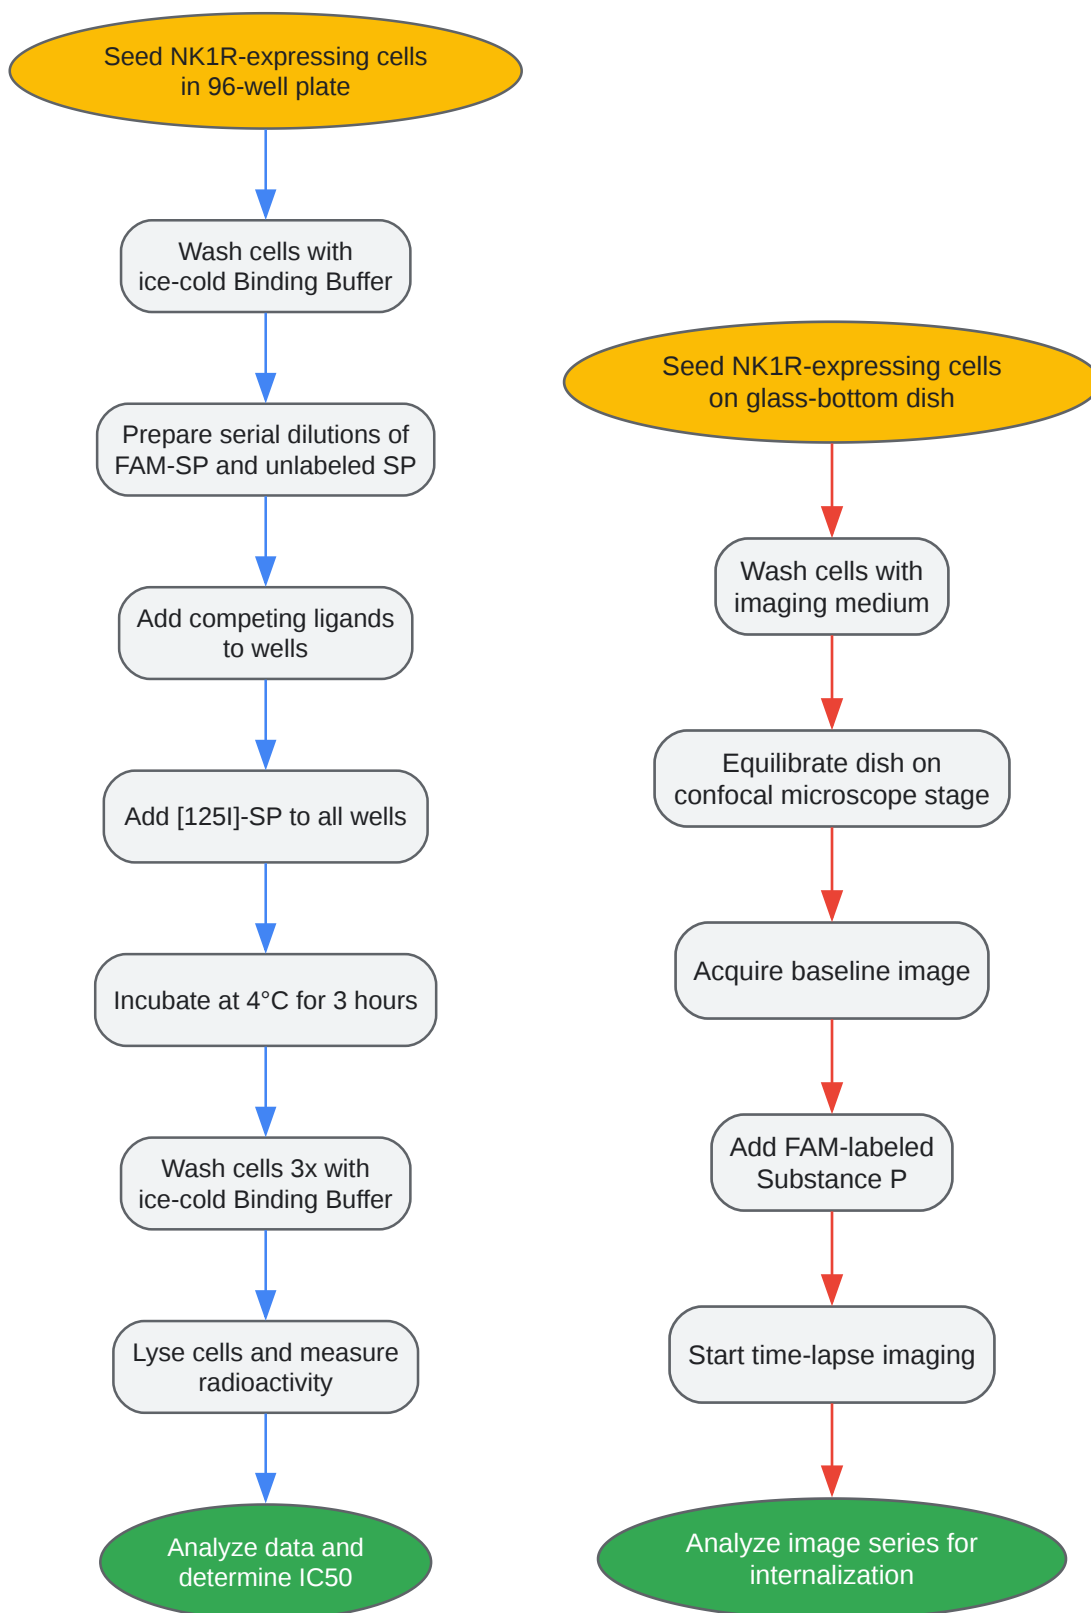 Seed NK1R-expressing cells
in 96-well plate
Wash cells with
ice-cold Binding Buffer
Prepare serial dilutions of
FAM-SP and unlabeled SP
Add competing ligands
to wells
Add [125I]-SP to all wells
Incubate at 4°C for 3 hours
Wash cells 3x with
ice-cold Binding Buffer
Lyse cells and measure
radioactivity
Analyze data and
determine IC50
Seed NK1R-expressing cells
on glass-bottom dish
Wash cells with
imaging medium
Equilibrate dish on
confocal microscope stage
Acquire baseline image
Add FAM-labeled
Substance P
Start time-lapse imaging
Analyze image series for
internalization